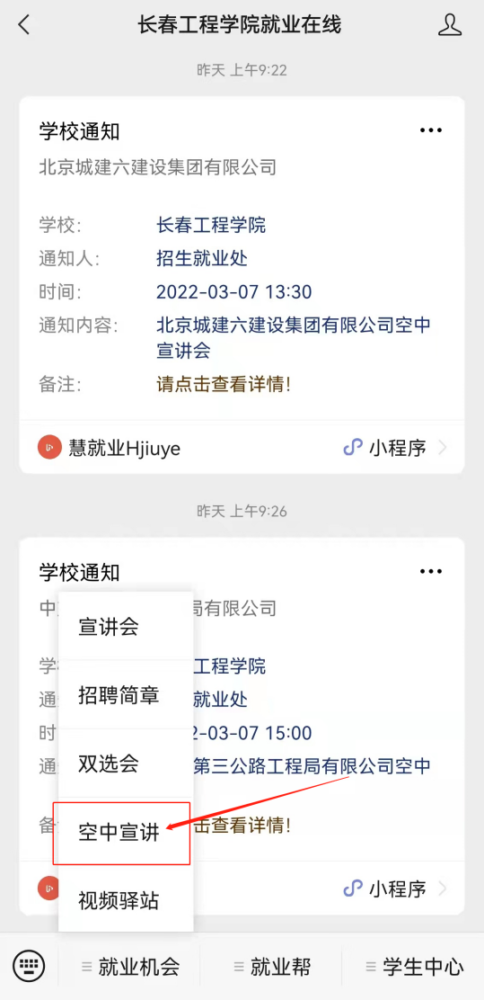 长春工程学院就业在线
昨天 上午9:22
学校通知
北京城建六建设集团有限公司
学校: 长春工程学院
通知人: 招生就业处
时间: 2022-03-07 13:30
通知内容: 北京城建六建设集团有限公司空中
宣讲会
备注: 请点击查看详情!
慧就业Hjiuye 小程序
昨天 上午9:26
学校通知
中 局有限公司
工程学院
通 就业处
时 2-03-07 15:00
通 第三公路工程局有限公司空中
备 击查看详情!
小程序
宣讲会
招聘简章
双选会
空中宣讲
视频驿站
就业机会 就业帮 学生中心